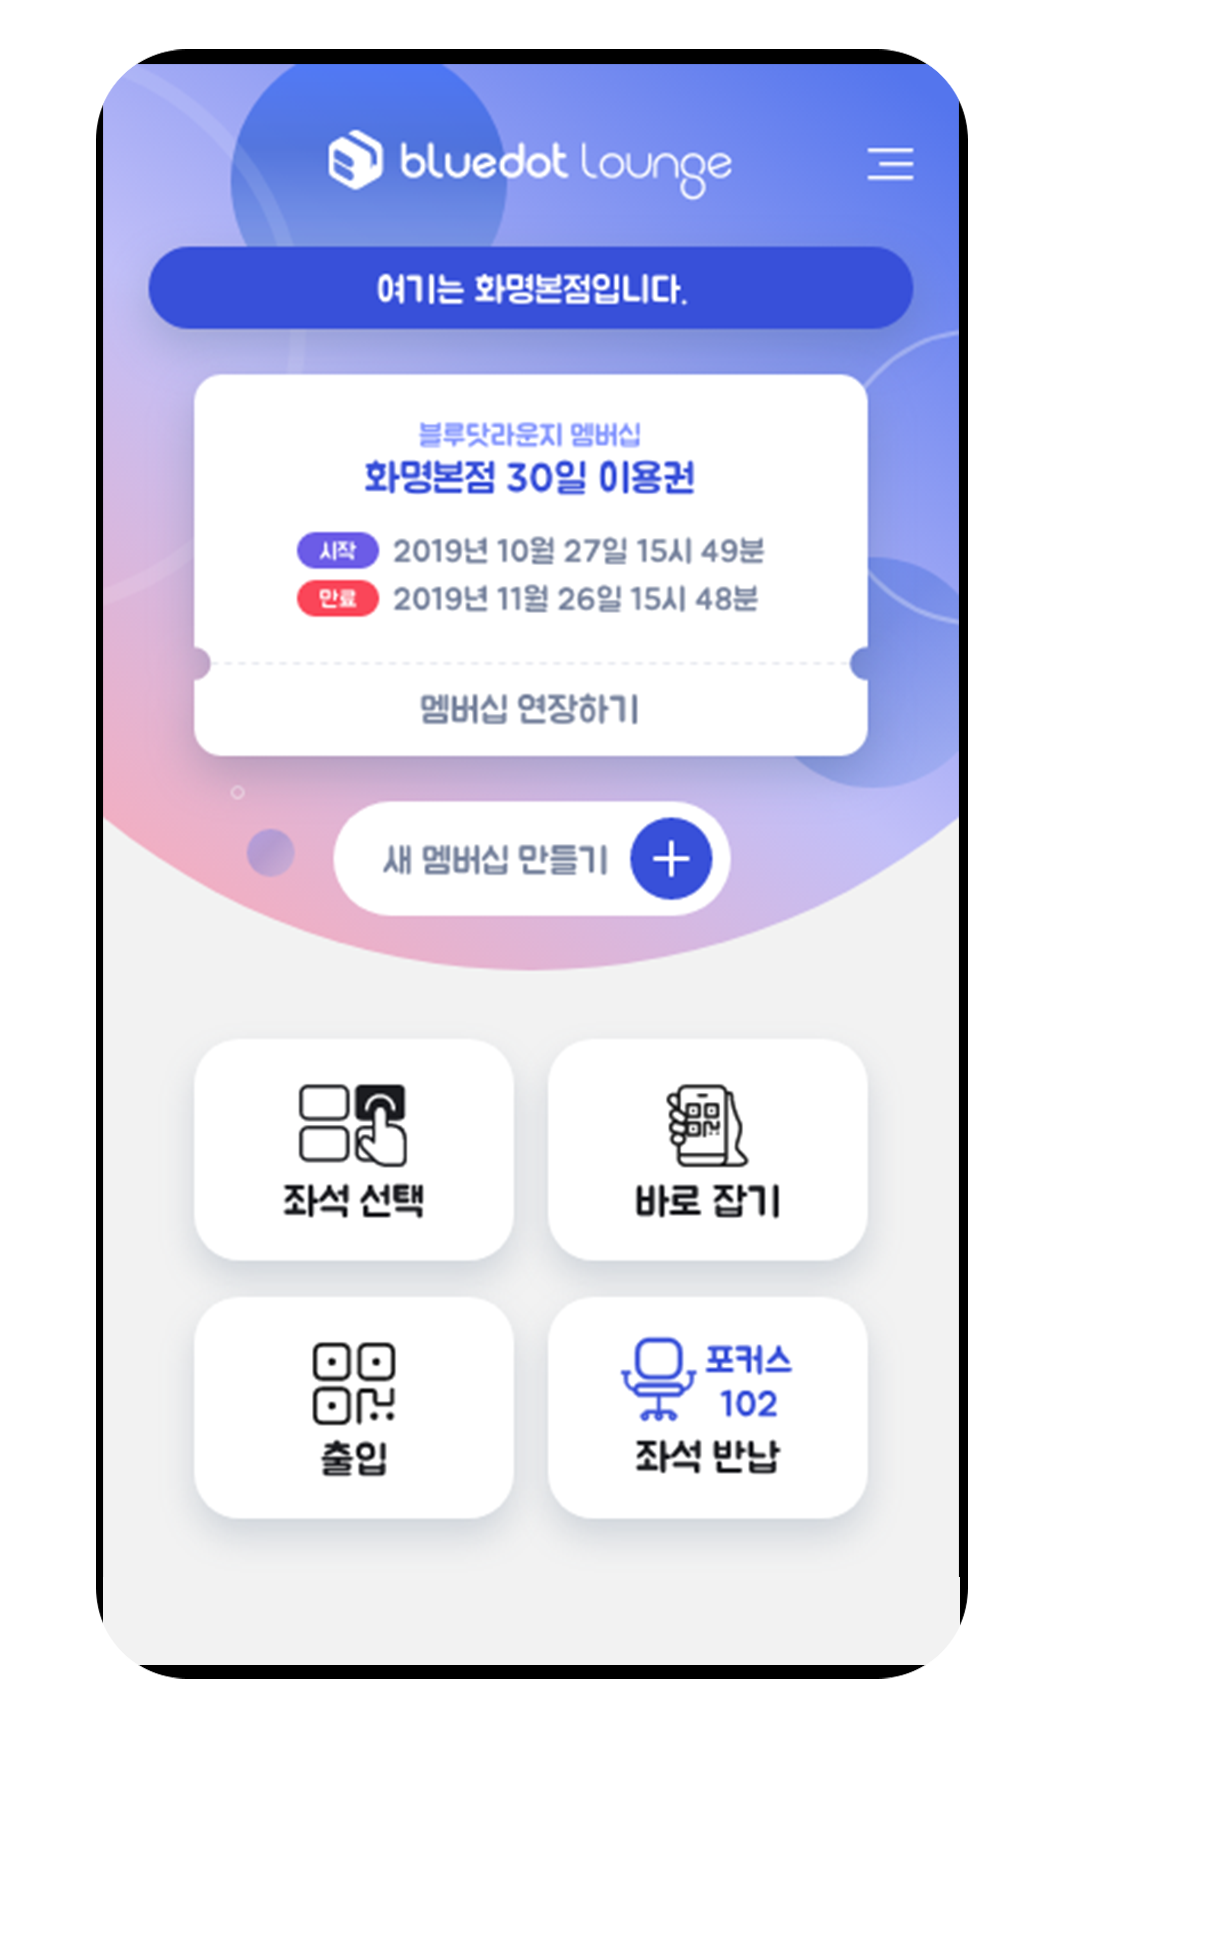 bluedot lounge
여기는 화명본점입니다.
블루닷라운지 멤버십
화명본점 30일 이용권
시작 2019년 10월 27일 15시 49분
만료 2019년 11월 26일 15시 48분
멤버십 연장하기
새 멤버십 만들기
좌석 선택
바로 잡기
출입
포커스
102
좌석 반납